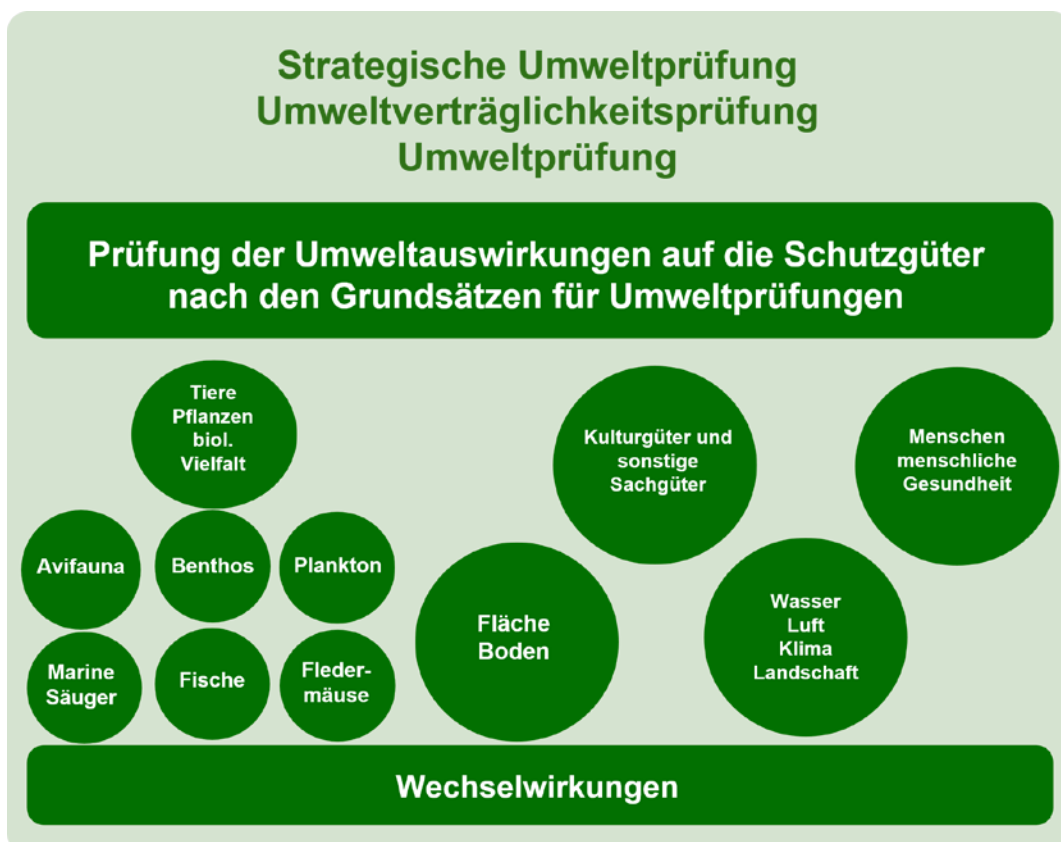 Strategische Umweltprüfung
Umweltverträglichkeitsprüfung
Umweltprüfung
Prüfung der Umweltauswirkungen auf die Schutzgüter
nach den Grundsätzen für Umweltprüfungen
Tiere
Pflanzen
biol.
Vielfalt
Kulturgüter und
sonstige
Sachgüter
Menschen
menschliche
Gesundheit
Avifauna
Benthos
Plankton
Fläche
Boden
Wasser
Luft
Klima
Landschaft
Marine
Säuger
Fische
Fleder-
mäuse
Wechselwirkungen